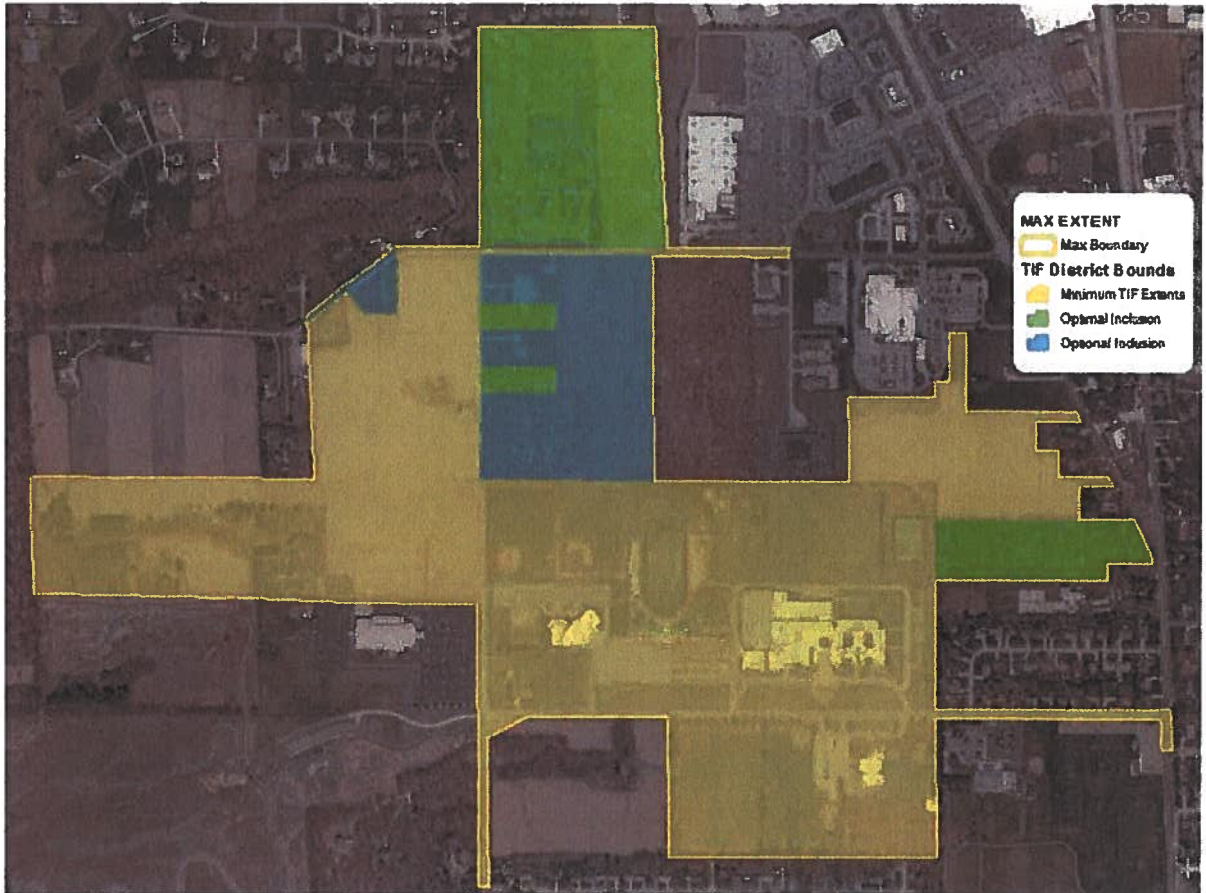 MAX EXTENT
Max Boundary
TIF District Bounds
Minimum TIF Extents
Optimal Inclusion
Optional Inclusion